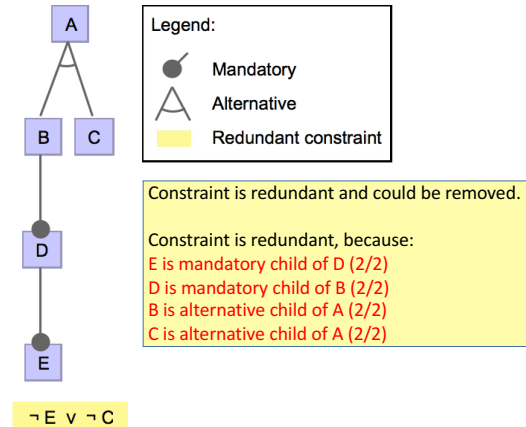 A
B
C
D
E
¬ E v ¬ C
Legend:
Mandatory
Alternative
Redundant constraint
Constraint is redundant and could be removed.
Constraint is redundant, because:
E is mandatory child of D (2/2)
D is mandatory child of B (2/2)
B is alternative child of A (2/2)
C is alternative child of A (2/2)